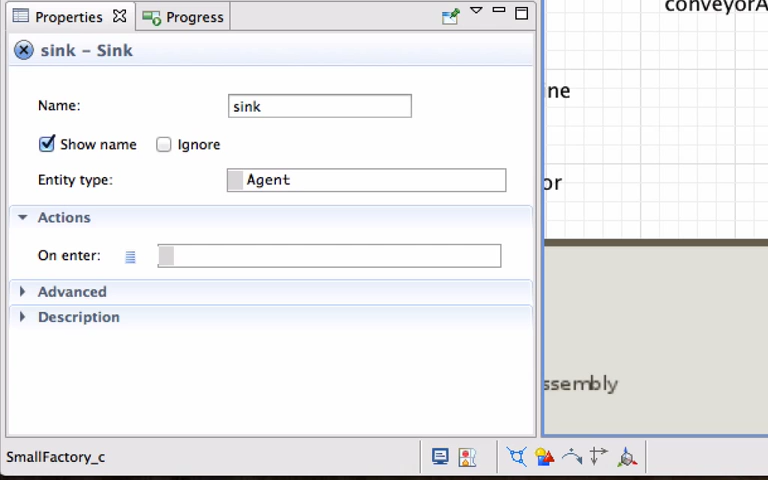 Properties Progress
sink – Sink
Name: sink
Show name Ignore
Entity type: Agent
Actions
On enter:
Advanced
Description
SmallFactory_c
conveyorA
ine
or
ssembly